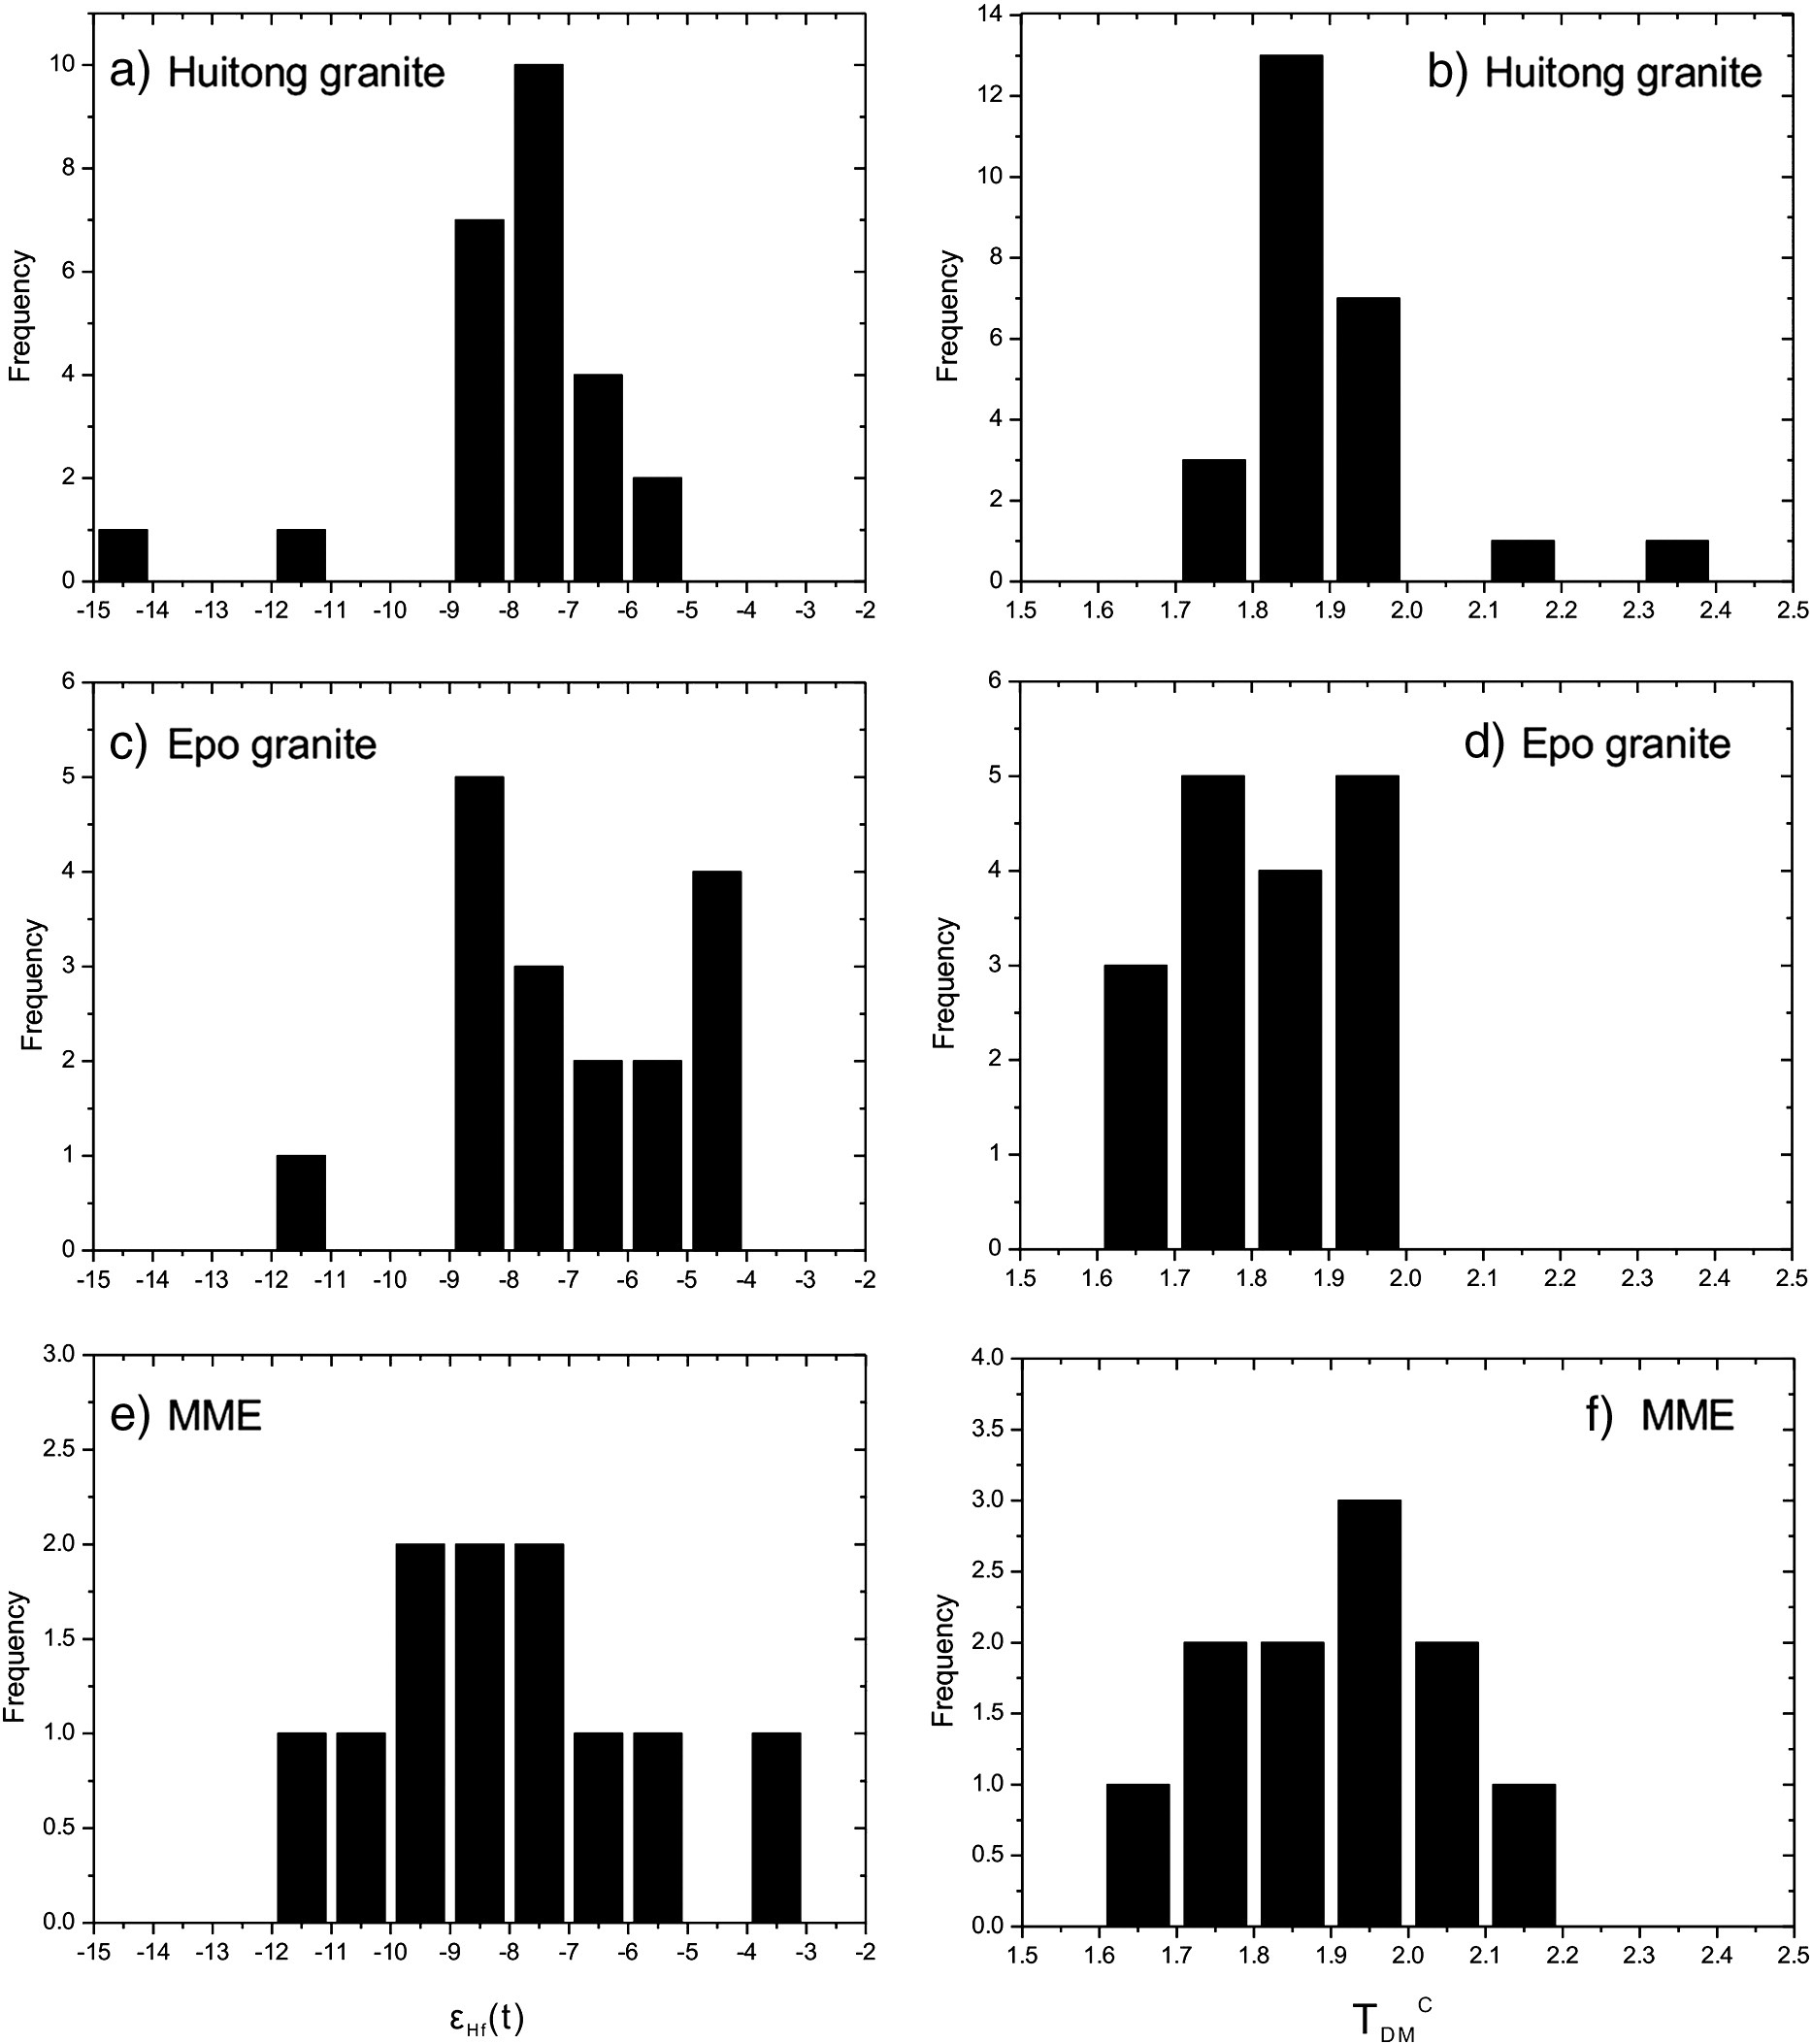 a) Huitong granite
Frequency
10
8
6
4
2
0
-15 -14 -13 -12 -11 -10 -9 -8 -7 -6 -5 -4 -3 -2
b) Huitong granite
Frequency
14
12
10
8
6
4
2
0
1.5 1.6 1.7 1.8 1.9 2.0 2.1 2.2 2.3 2.4 2.5
c) Epo granite
Frequency
6
5
4
3
2
1
0
-15 -14 -13 -12 -11 -10 -9 -8 -7 -6 -5 -4 -3 -2
d) Epo granite
Frequency
6
5
4
3
2
1
0
1.5 1.6 1.7 1.8 1.9 2.0 2.1 2.2 2.3 2.4 2.5
e) MME
Frequency
3.0
2.5
2.0
1.5
1.0
0.5
0.0
-15 -14 -13 -12 -11 -10 -9 -8 -7 -6 -5 -4 -3 -2
εHf(t)
f) MME
Frequency
4.0
3.5
3.0
2.5
2.0
1.5
1.0
0.5
0.0
1.5 1.6 1.7 1.8 1.9 2.0 2.1 2.2 2.3 2.4 2.5
TDM C